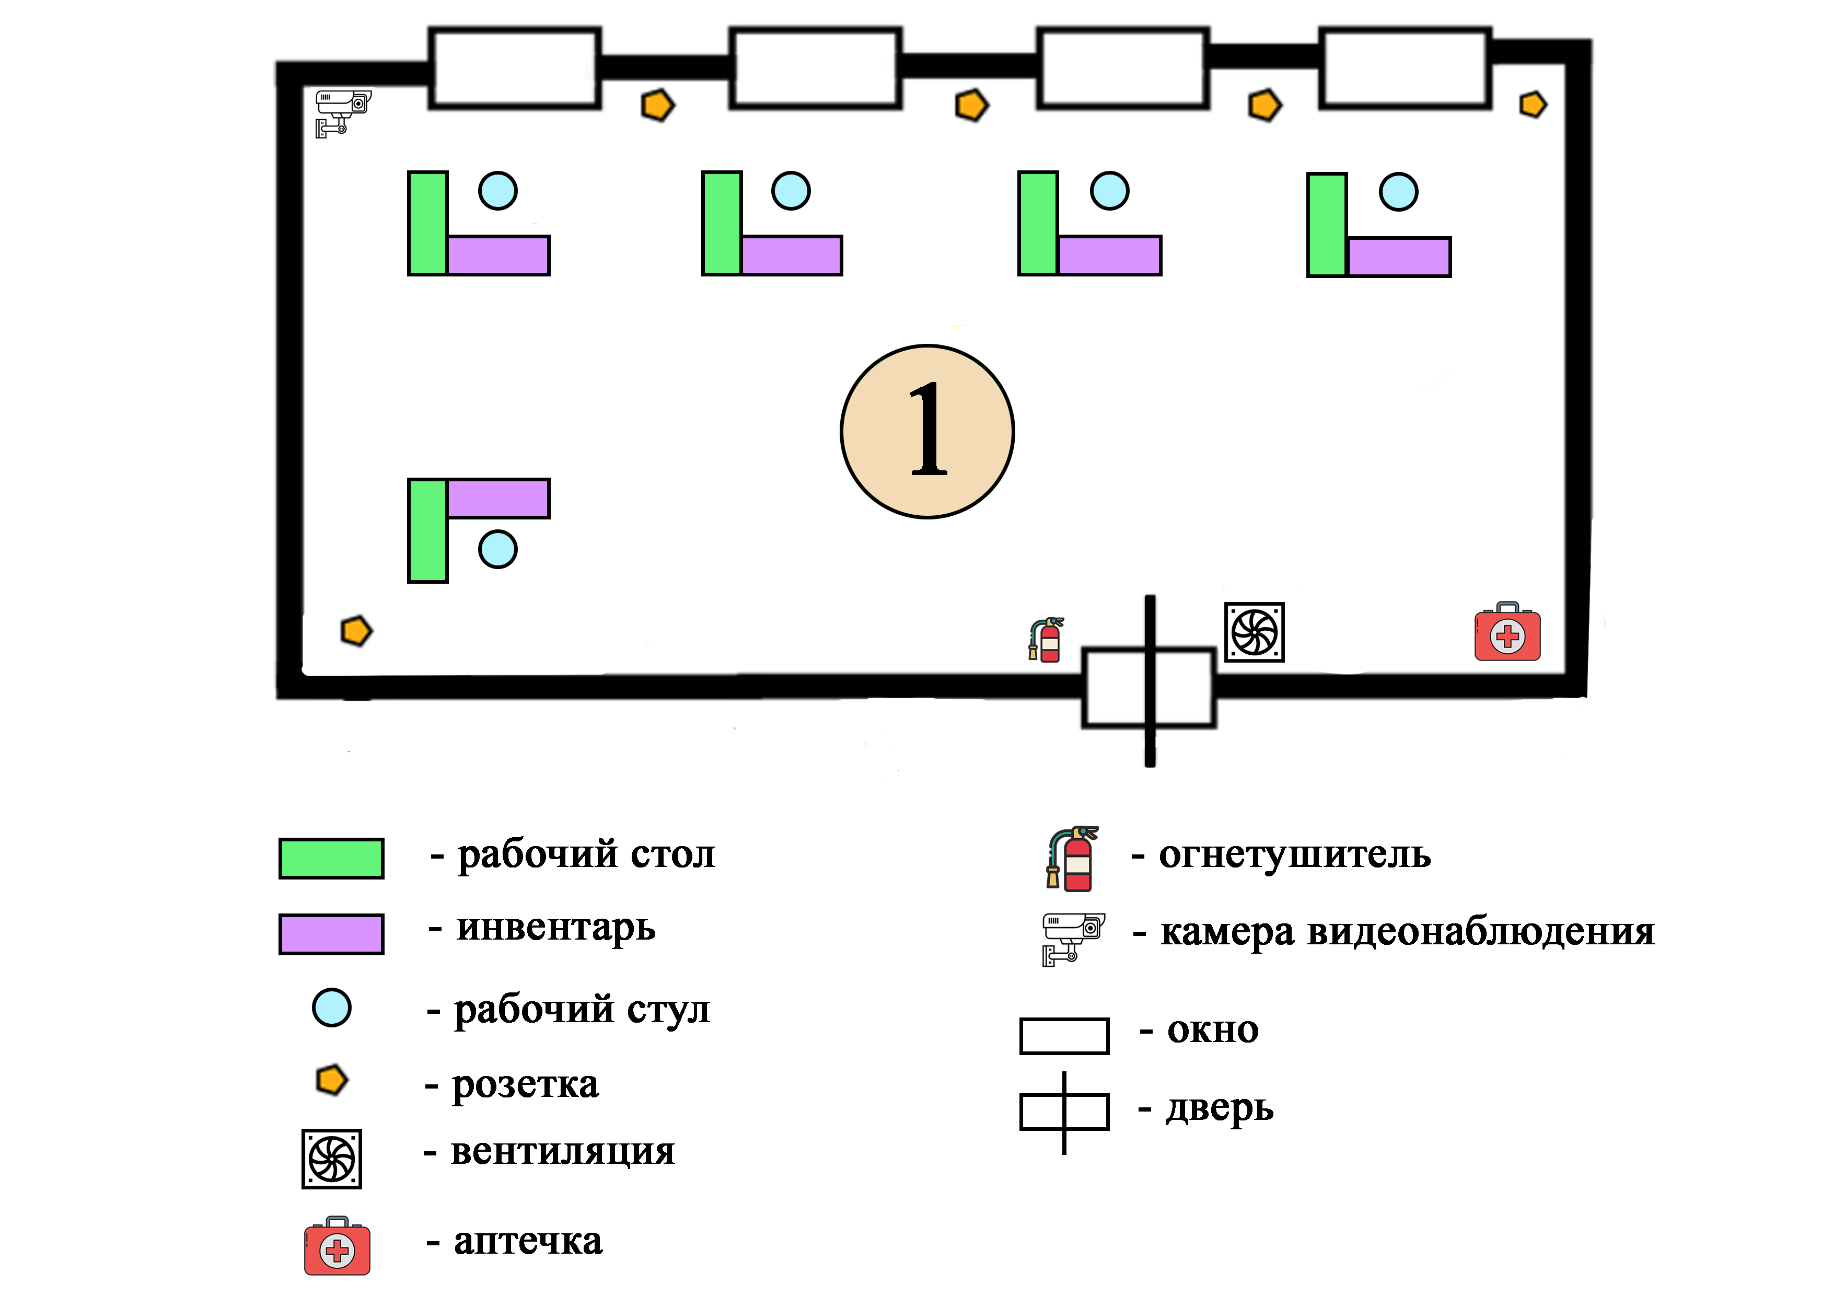 1
- рабочий стол
- инвентарь
- рабочий стул
- розетка
- вентиляция
- аптечка
- огнетушитель
- камера видеонаблюдения
- окно
- дверь